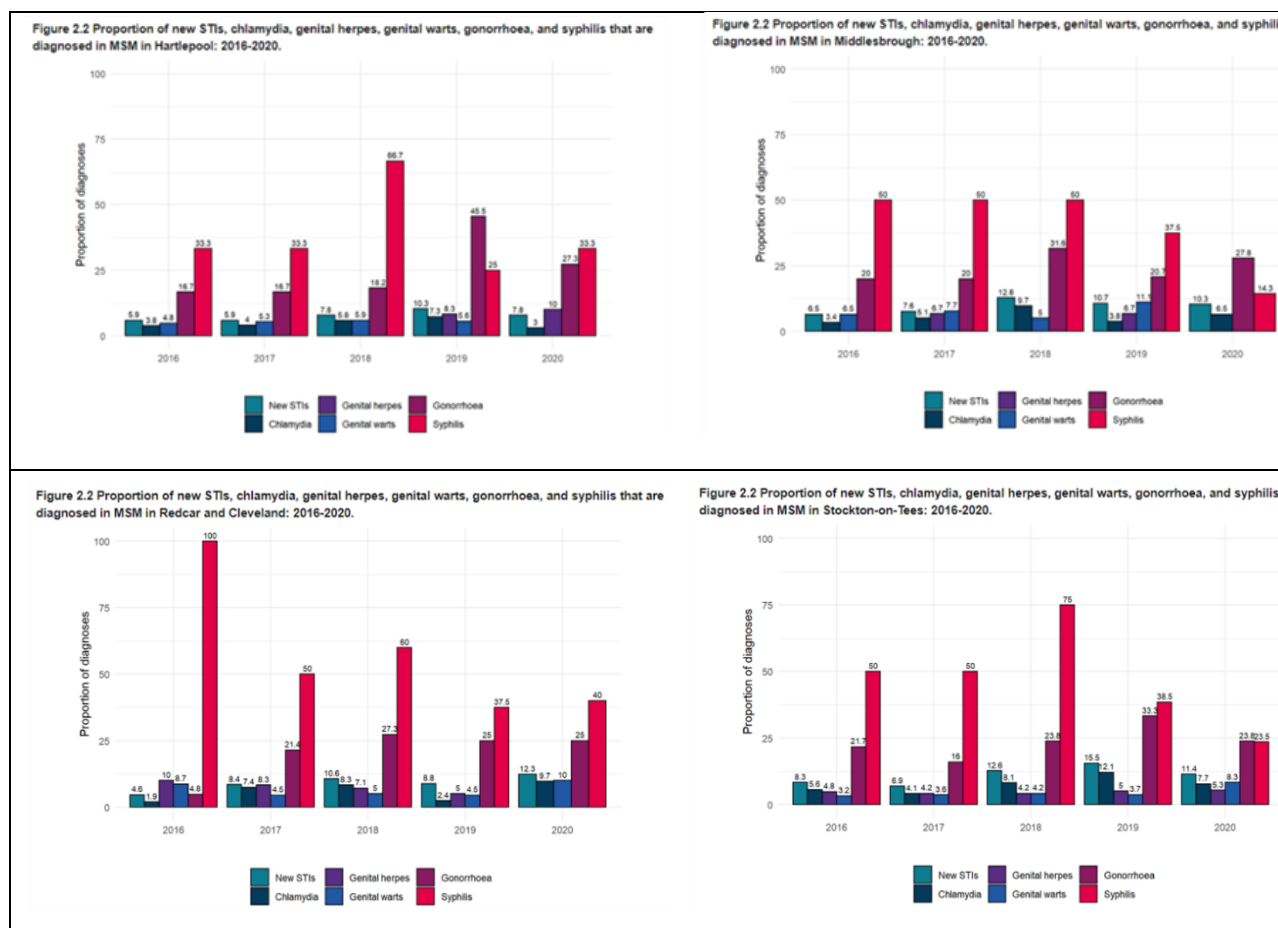 Figure 2.2 Proportion of new STIs, chlamydia, genital herpes, genital warts, gonorrhoea, and syphilis that are
diagnosed in MSM in Hartlepool: 2016-2020.
100
75
50
25
0
Proportion of diagnoses
5.9 3.8 4.8 16.7 33.3
5.9 4 5.3 16.7 33.3
7.8 5.8 5.9 18.2 66.7
10.3 7.3 8.3 5.6 45.5 25
7.8 3 10 27.3 33.3
2016 2017 2018 2019 2020
New STIs Genital herpes Gonorrhoea
Chlamydia Genital warts Syphilis
Figure 2.2 Proportion of new STIs, chlamydia, genital herpes, genital warts, gonorrhoea, and syphili
diagnosed in MSM in Middlesbrough: 2016-2020.
100
75
50
25
0
Proportion of diagnoses
6.5 3.4 6.5 20 50
7.6 5.1 6.7 7.7 20 50
12.8 9.7 5 31.6 50
10.7 3.8 6.7 11.1 20.7 37.5
10.3 6.5 27.8 14.3
2016 2017 2018 2019 2020
New STIs Genital herpes Gonorrhoea
Chlamydia Genital warts Syphilis
Figure 2.2 Proportion of new STIs, chlamydia, genital herpes, genital warts, gonorrhoea, and syphilis that are
diagnosed in MSM in Redcar and Cleveland: 2016-2020.
100
75
50
25
0
Proportion of diagnoses
4.6 1.9 10 8.7 4.8 100
8.4 7.4 8.3 4.5 21.4 50
10.6 8.3 7.1 5 27.3 60
8.8 2.4 5 4.5 25 37.5
12.3 9.7 10 25 40
2016 2017 2018 2019 2020
New STIs Genital herpes Gonorrhoea
Chlamydia Genital warts Syphilis
Figure 2.2 Proportion of new STIs, chlamydia, genital herpes, genital warts, gonorrhoea, and syphilis
diagnosed in MSM in Stockton-on-Tees: 2016-2020.
100
75
50
25
0
Proportion of diagnoses
8.3 5.6 4.8 3.2 21.7 50
6.9 4.1 4.2 3.6 16 50
12.6 8.1 4.2 4.2 23.8 75
15.5 12.1 5 3.7 33.3 38.5
11.4 7.7 5.3 8.3 23.8 23.5
2016 2017 2018 2019 2020
New STIs Genital herpes Gonorrhoea
Chlamydia Genital warts Syphilis